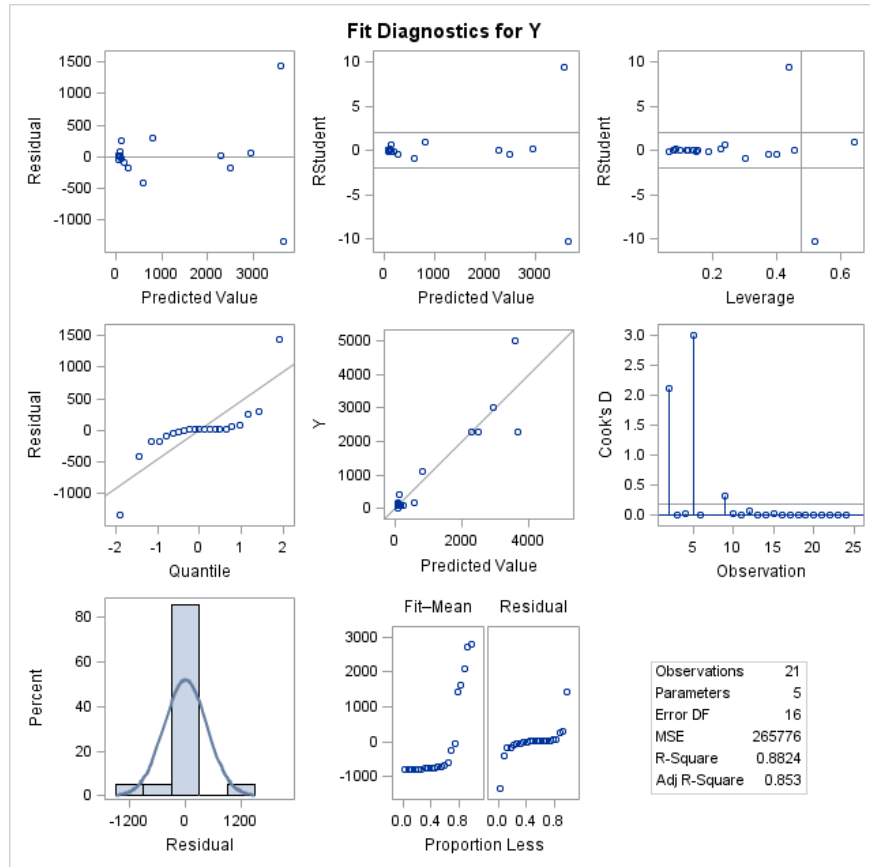 Fit Diagnostics for Y
1500
1000
500
0
-500
-1000
Residual
0 1000 2000 3000
Predicted Value
10
5
0
-5
-10
RStudent
0 1000 2000 3000
Predicted Value
10
5
0
-5
-10
RStudent
0.2 0.4 0.6
Leverage
1500
1000
500
0
-500
-1000
Residual
-2 -1 0 1 2
Quantile
5000
4000
3000
2000
1000
0
Y
0 2000 4000
Predicted Value
3.0
2.5
2.0
1.5
1.0
0.5
0.0
Cook's D
5 10 15 20 25
Observation
80
60
40
20
0
Percent
-1200 0 1200
Residual
Fit–Mean Residual
3000
2000
1000
0
-1000
0.0 0.4 0.8 0.0 0.4 0.8
Proportion Less
Observations 21
Parameters 5
Error DF 16
MSE 265776
R-Square 0.8824
Adj R-Square 0.853